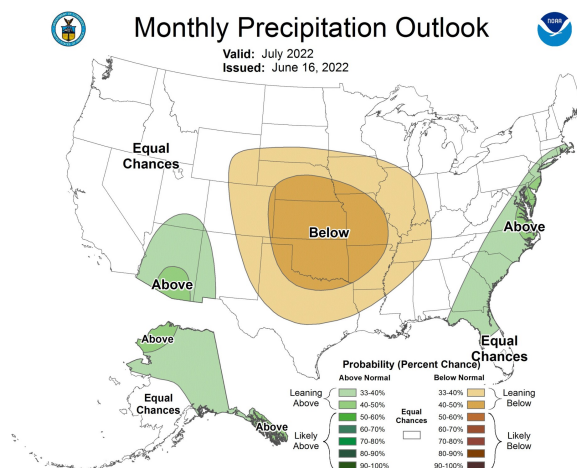 Monthly Precipitation Outlook
NOAA
Valid: July 2022
Issued: June 16, 2022
Equal
Chances
Below
Above
Above
Above
Equal
Chances
Equal
Chances
Above
Probability (Percent Chance)
Above Normal
Below Normal
Leaning
Above
33-40%
40-50%
Likely
Above
50-60%
60-70%
70-80%
80-90%
90-100%
Equal
Chances
33-40%
40-50%
Leaning
Below
50-60%
60-70%
70-80%
80-90%
90-100%
Likely
Below